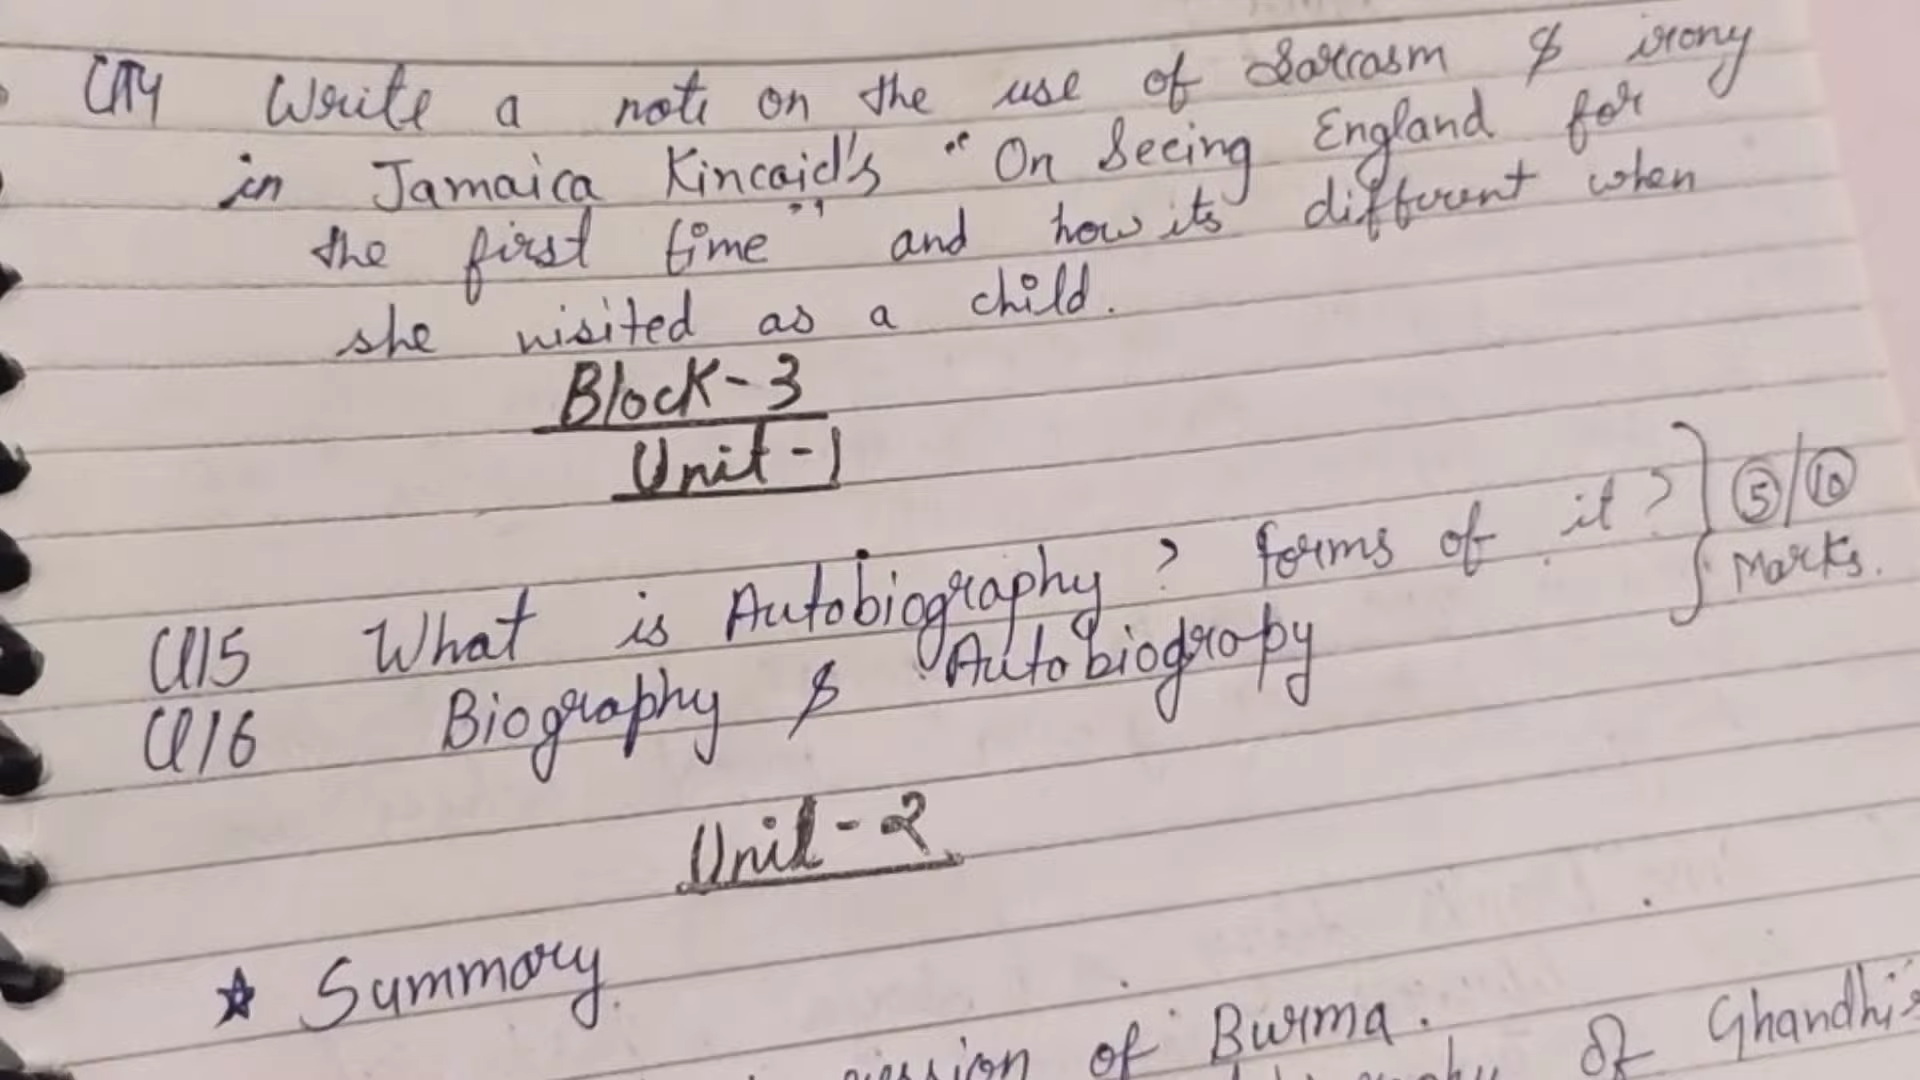 Q14 Write a note on the use of Sarcasm & irony
in Jamaica Kincaid's "On Seeing England for
the first time" and how its different when
she visited as a child.
Block-3
Unit-1
Q15 What is Autobiography? forms of it? } 5/10 Marks.
Q16 Biography & Autobiograpy
Unit-2
☆ Summary.
of Burma.
of Ghandhi's